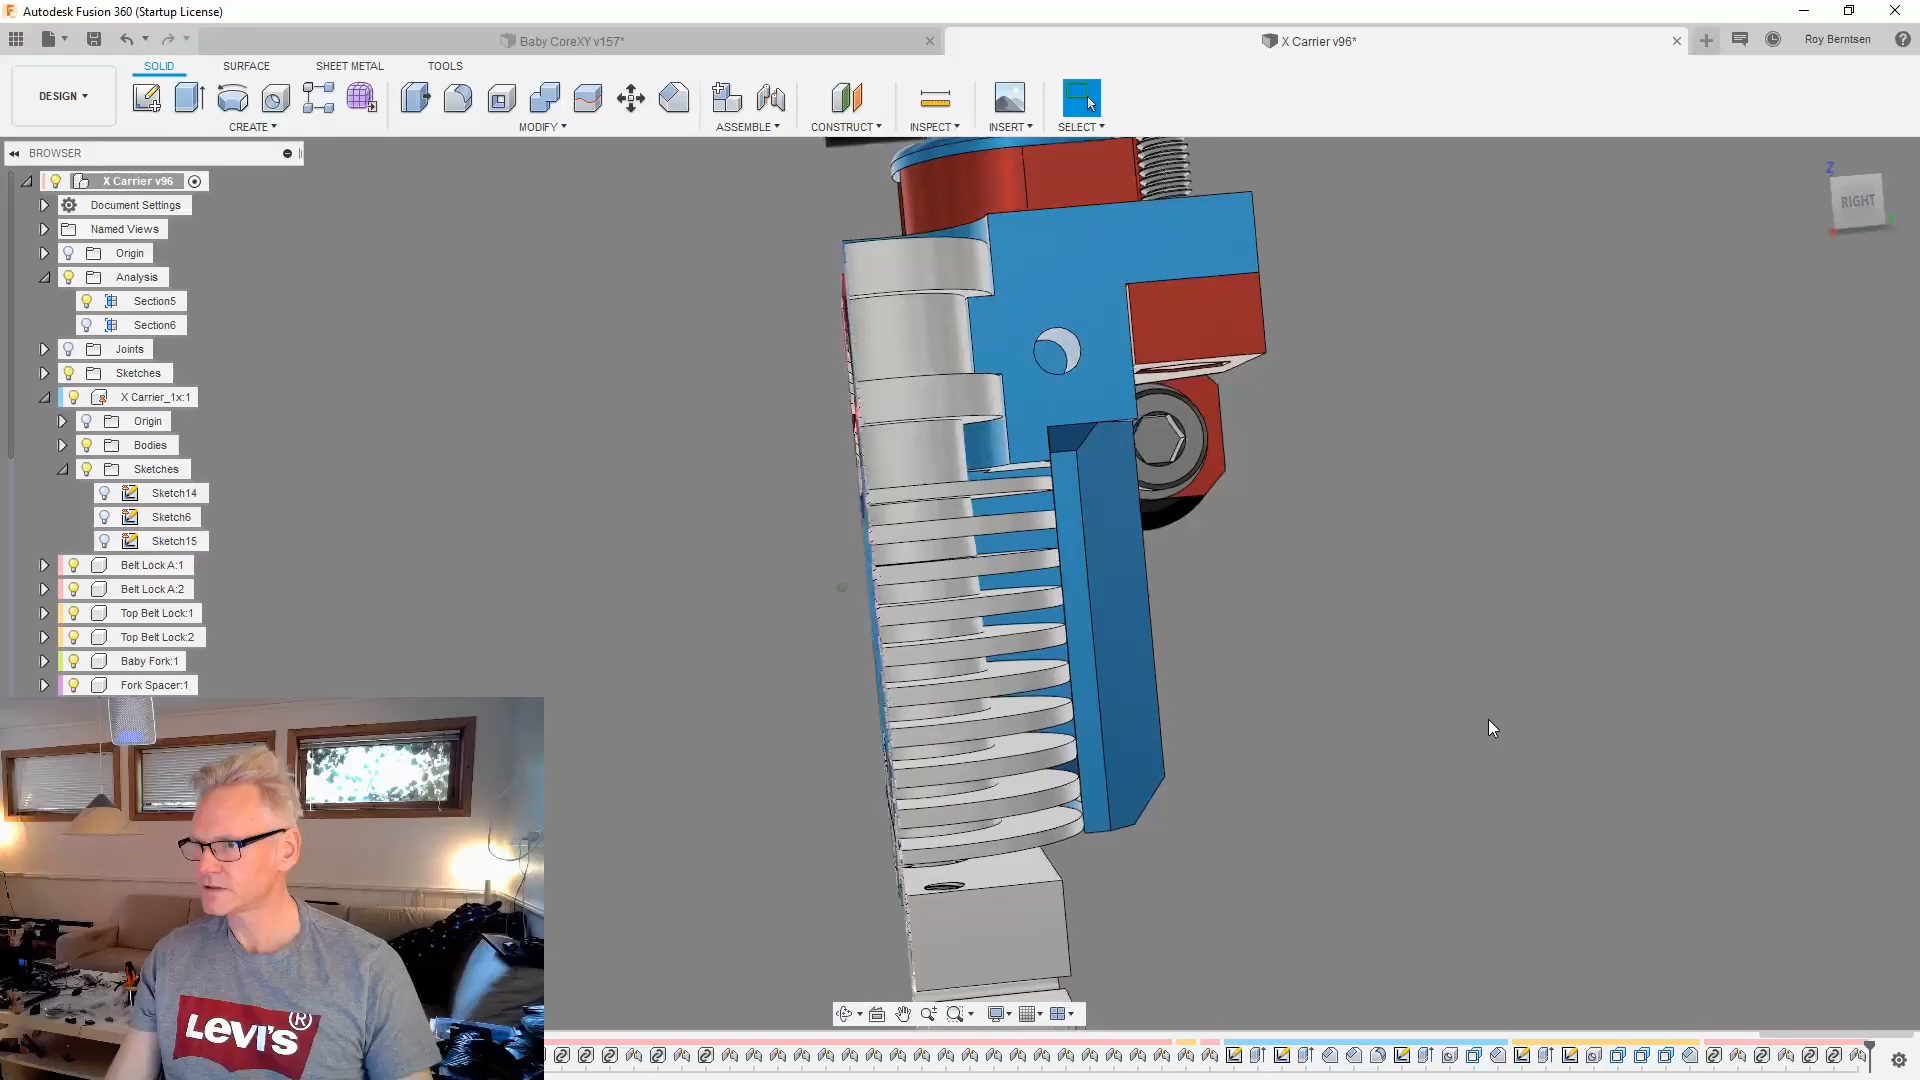 Autodesk Fusion 360 (Startup License)
Baby CoreXY v157*
X Carrier v96*
Roy Berntsen
DESIGN
SOLID SURFACE SHEET METAL TOOLS
CREATE MODIFY ASSEMBLE CONSTRUCT INSPECT INSERT SELECT
BROWSER
X Carrier v96
Document Settings
Named Views
Origin
Analysis
Section5
Section6
Joints
Sketches
X Carrier_1x:1
Origin
Bodies
Sketches
Sketch14
Sketch6
Sketch15
Belt Lock A:1
Belt Lock A:2
Top Belt Lock:1
Top Belt Lock:2
Baby Fork:1
Fork Spacer:1
Z
RIGHT
Y
LEVI'S®